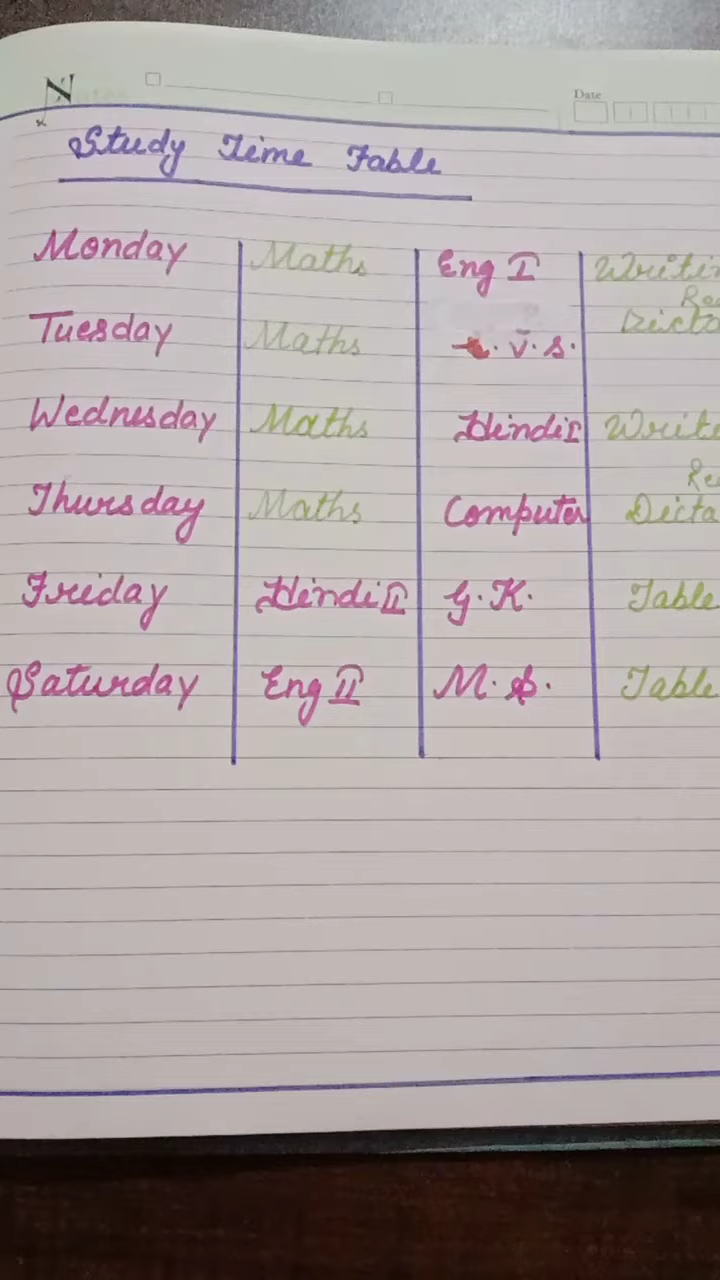 N
Date
Study Time Table
Monday Maths Eng I
Tuesday Maths . V. S.
Wednesday Maths Hindi I
Thursday Maths Computer
Friday Hindi II G. K. Table
Saturday Eng II M. S. Table